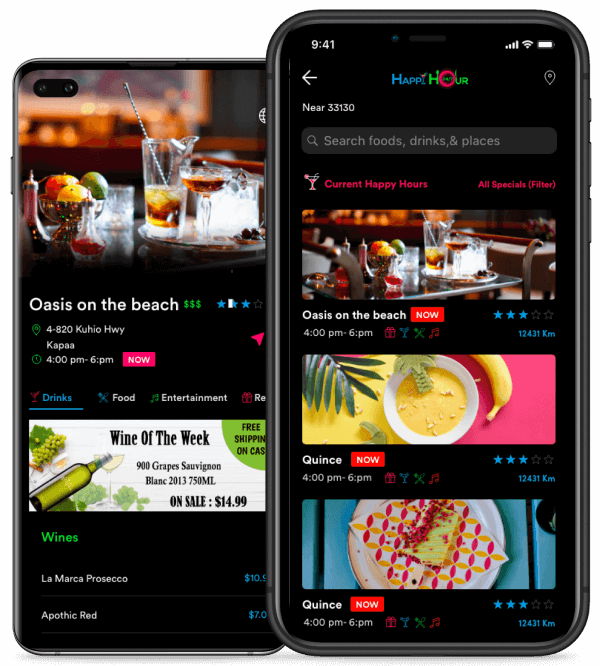 Oasis on the beach $$$
4-820 Kuhio Hwy
Kapaa
4:00 pm- 6:pm NOW
Drinks Food Entertainment Re
Wine Of The Week
900 Grapes Sauvignon
Blanc 2013 750ML
ON SALE : $14.99
FREE
SHIPPIN
ON CAS
Wines
La Marca Prosecco $10.9
Apothic Red $7.0
9:41
HAPPY HOUR
Near 33130
Search foods, drinks,& places
Current Happy Hours All Specials (Filter)
Oasis on the beach NOW
4:00 pm- 6:pm 12431 Km
Quince NOW
4:00 pm- 6:pm 12431 Km
Quince NOW
4:00 pm- 6:pm 12431 Km